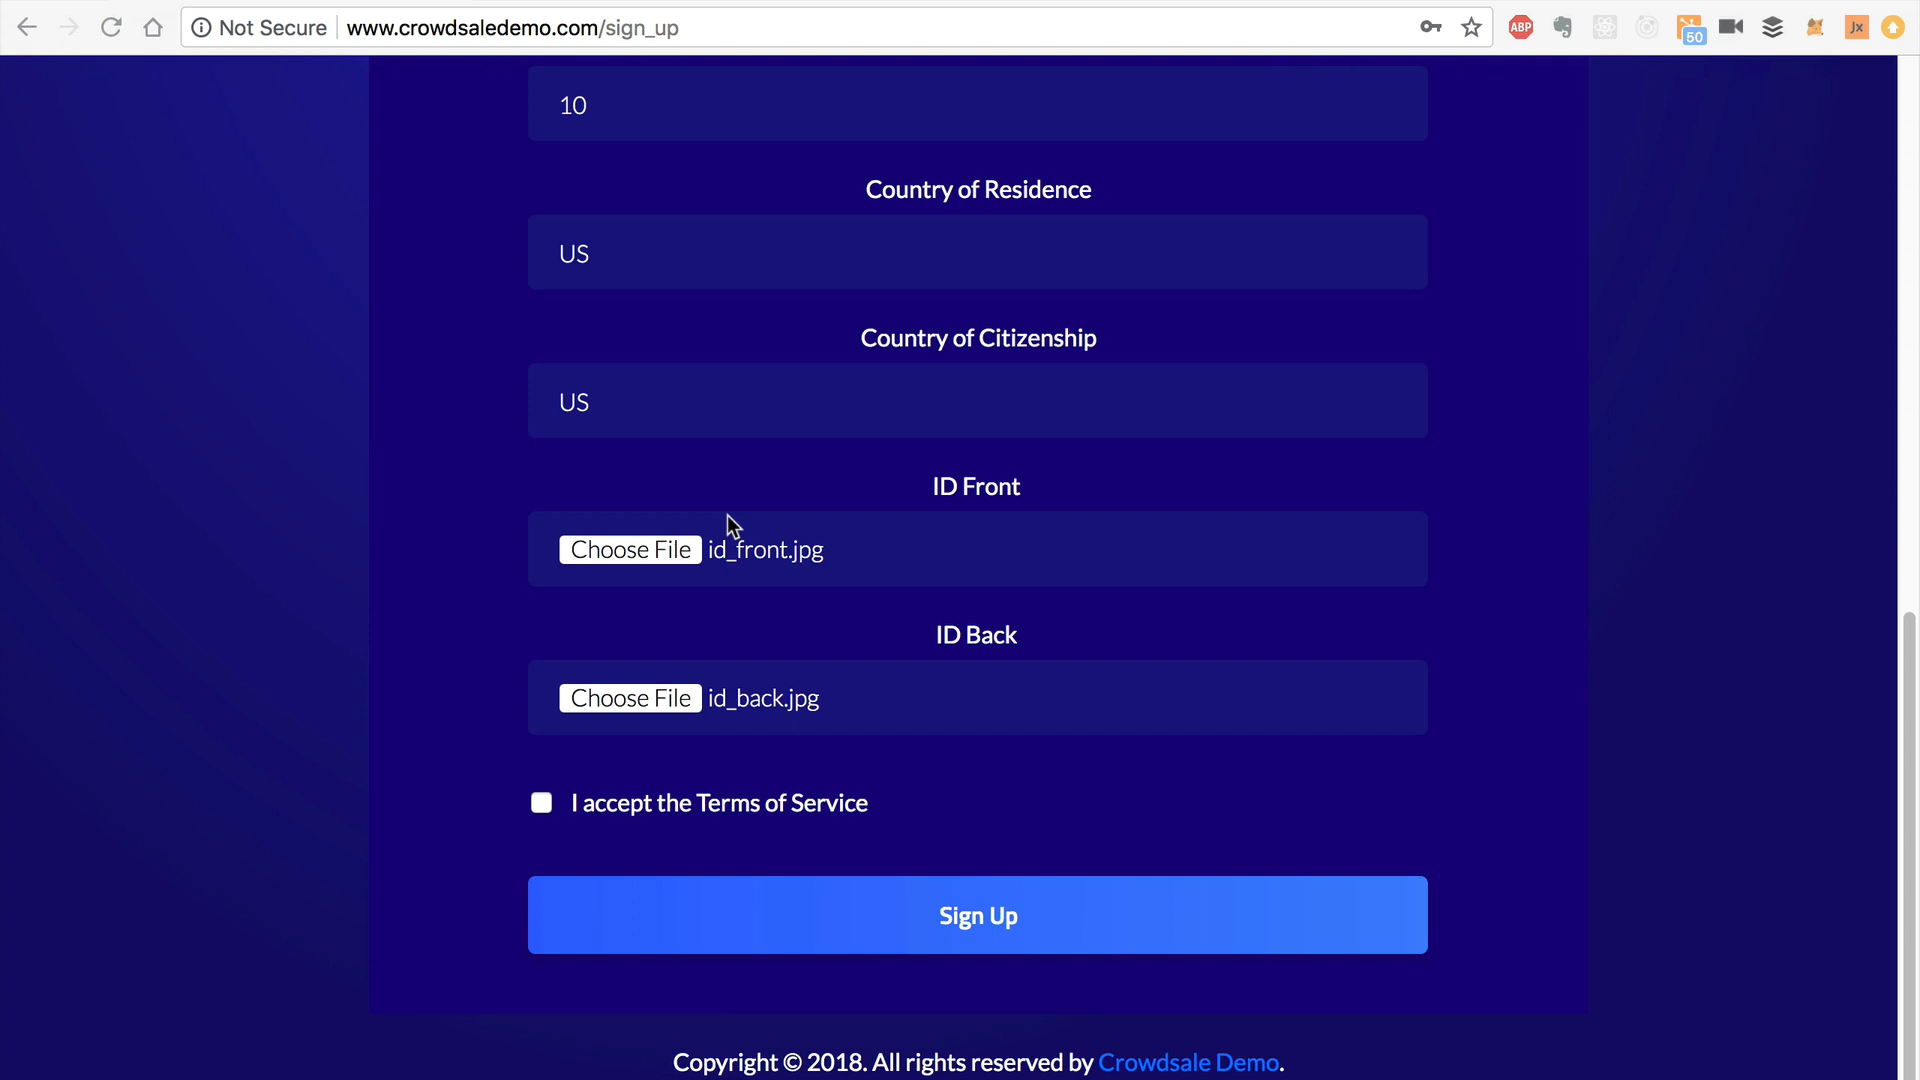 Not Secure www.crowdsaledemo.com/sign_up ABP 50 Jx
10
Country of Residence
US
Country of Citizenship
US
ID Front
Choose File id_front.jpg
ID Back
Choose File id_back.jpg
I accept the Terms of Service
Sign Up
Copyright © 2018. All rights reserved by Crowdsale Demo.